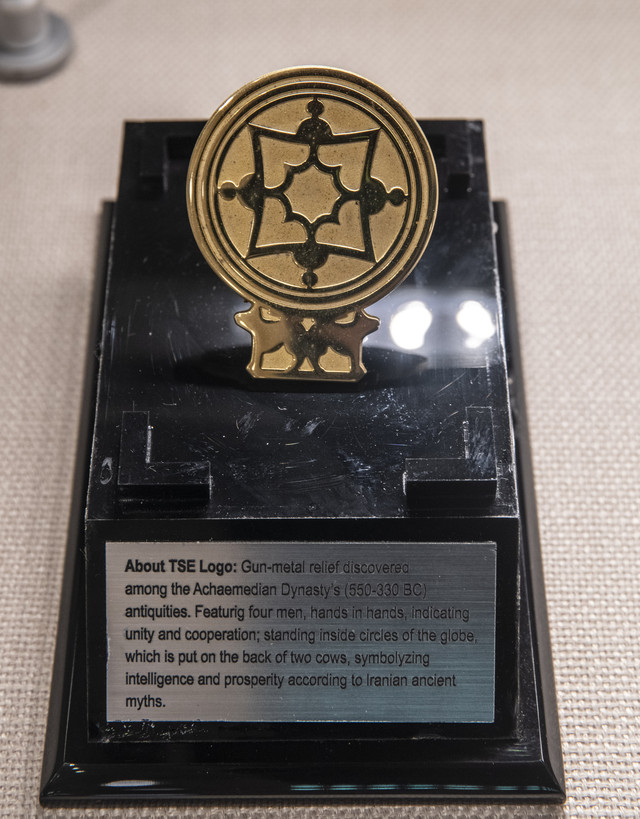 About TSE Logo: Gun-metal relief discovered
among the Achaemedian Dynasty's (550-330 BC)
antiquities. Featurig four men, hands in hands, indicating
unity and cooperation; standing inside circles of the globe,
which is put on the back of two cows, symbolyzing
intelligence and prosperity according to Iranian ancient
myths.